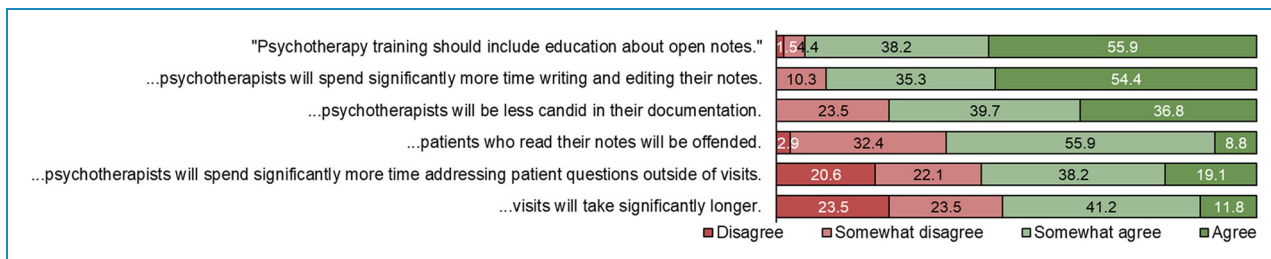 "Psychotherapy training should include education about open notes." 1.5 4.4 38.2 55.9
...psychotherapists will spend significantly more time writing and editing their notes. 10.3 35.3 54.4
...psychotherapists will be less candid in their documentation. 23.5 39.7 36.8
...patients who read their notes will be offended. 2.9 32.4 55.9 8.8
...psychotherapists will spend significantly more time addressing patient questions outside of visits. 20.6 22.1 38.2 19.1
...visits will take significantly longer. 23.5 23.5 41.2 11.8
Disagree Somewhat disagree Somewhat agree Agree